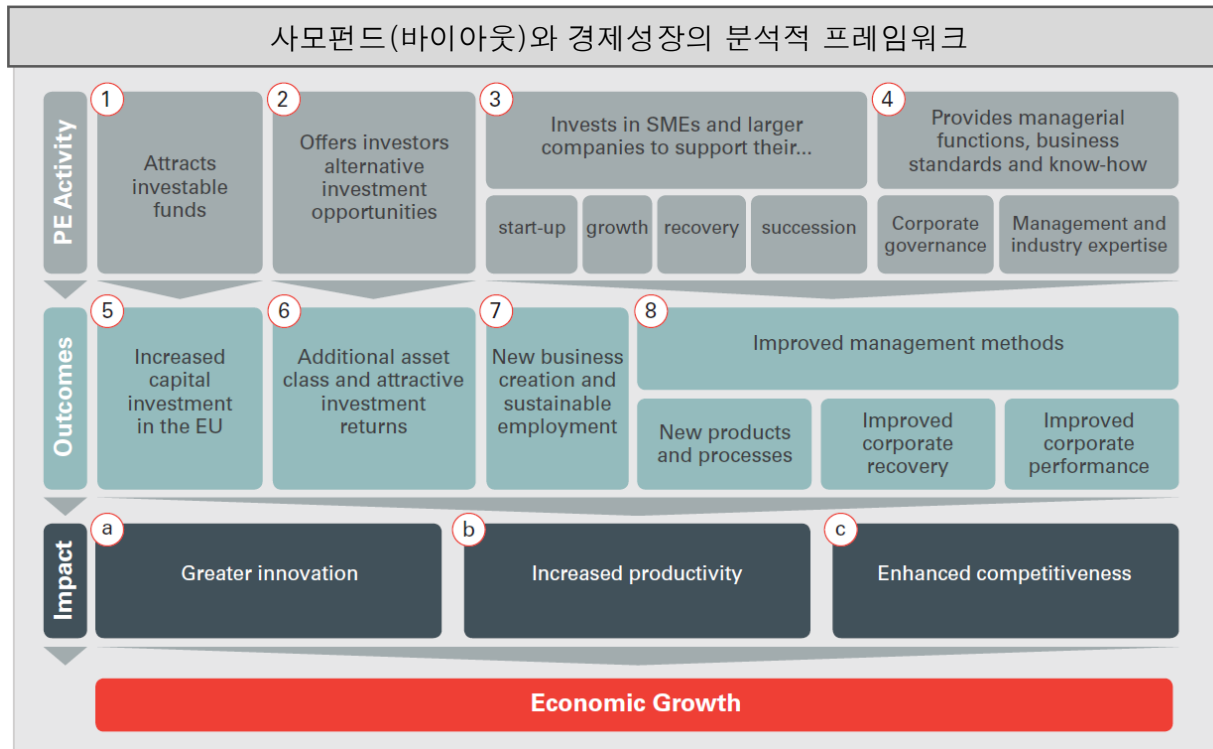 사모펀드(바이아웃)와 경제성장의 분석적 프레임워크
PE Activity
1
Attracts
investable
funds
2
Offers investors
alternative
investment
opportunities
3
Invests in SMEs and larger
companies to support their...
start-up
growth
recovery
succession
4
Provides managerial
functions, business
standards and know-how
Corporate
governance
Management and
industry expertise
Outcomes
5
Increased
capital
investment
in the EU
6
Additional asset
class and attractive
investment
returns
7
New business
creation and
sustainable
employment
8
Improved management methods
New products
and processes
Improved
corporate
recovery
Improved
corporate
performance
Impact
a
Greater innovation
b
Increased productivity
c
Enhanced competitiveness
Economic Growth